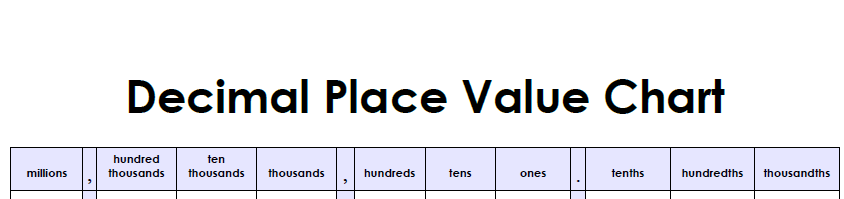 Decimal Place Value Chart
millions , hundred thousands ten thousands thousands , hundreds tens ones . tenths hundredths thousandths